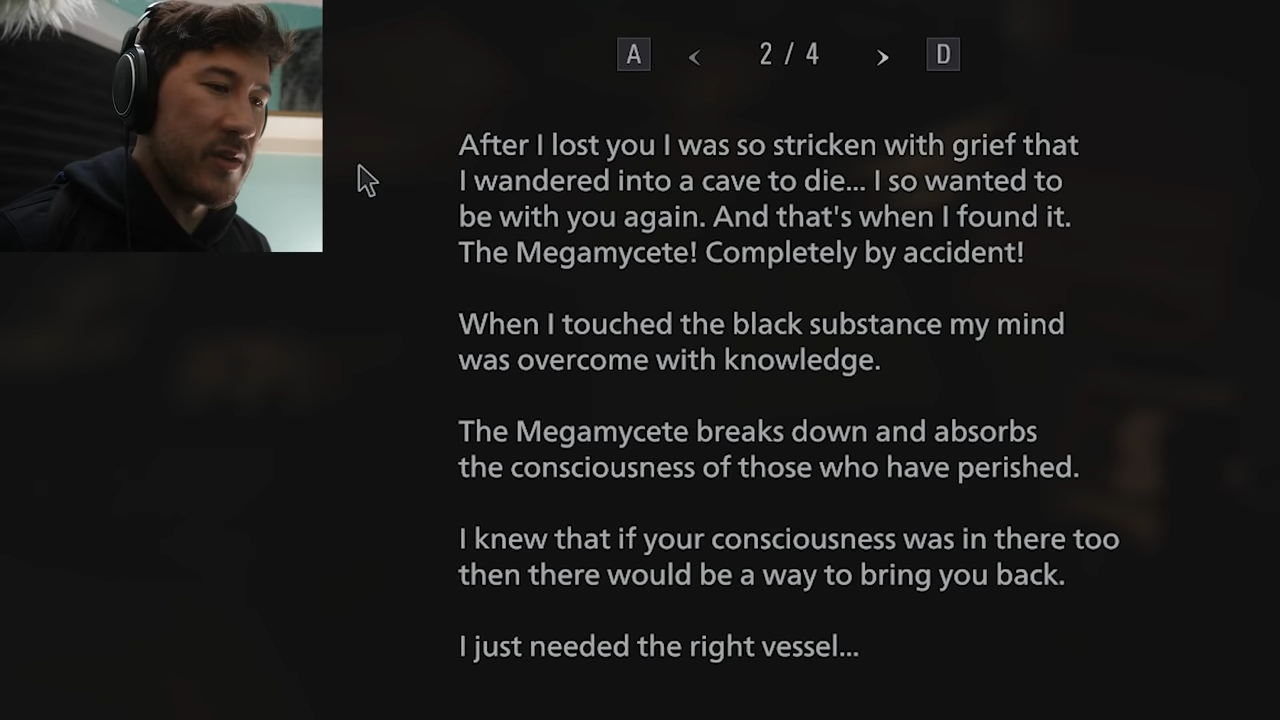 A < 2 / 4 > D
After I lost you I was so stricken with grief that
I wandered into a cave to die... I so wanted to
be with you again. And that's when I found it.
The Megamycete! Completely by accident!
When I touched the black substance my mind
was overcome with knowledge.
The Megamycete breaks down and absorbs
the consciousness of those who have perished.
I knew that if your consciousness was in there too
then there would be a way to bring you back.
I just needed the right vessel...